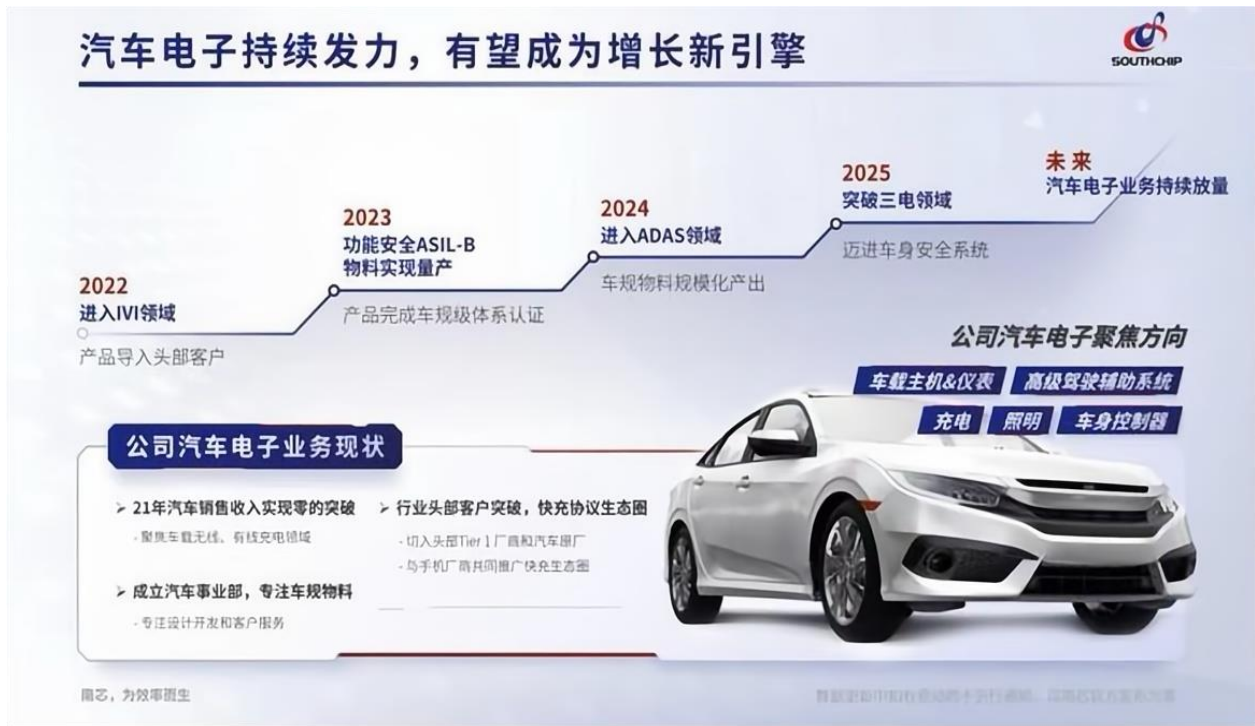 汽车电子持续发力，有望成为增长新引擎
SOUTHCHIP
2022
进入IVI领域
产品导入头部客户
2023
功能安全ASIL-B
物料实现量产
产品完成车规级体系认证
2024
进入ADAS领域
车规物料规模化产出
2025
突破三电领域
迈进车身安全系统
未来
汽车电子业务持续放量
公司汽车电子聚焦方向
车载主机&仪表
高级驾驶辅助系统
充电
照明
车身控制器
公司汽车电子业务现状
➢ 21年汽车销售收入实现零的突破
- 聚焦车载无线、有线充电领域
➢ 成立汽车事业部，专注车规物料
- 专注设计开发和客户服务
➢ 行业头部客户突破，快充协议生态圈
- 切入头部Tier 1厂商和汽车原厂
- 与手机厂商共同推广快充生态圈
南芯，为效率而生